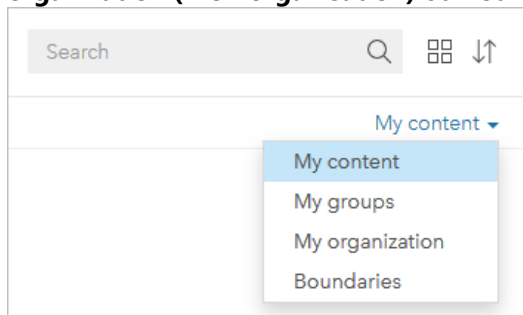 Search
My content
My content
My groups
My organization
Boundaries